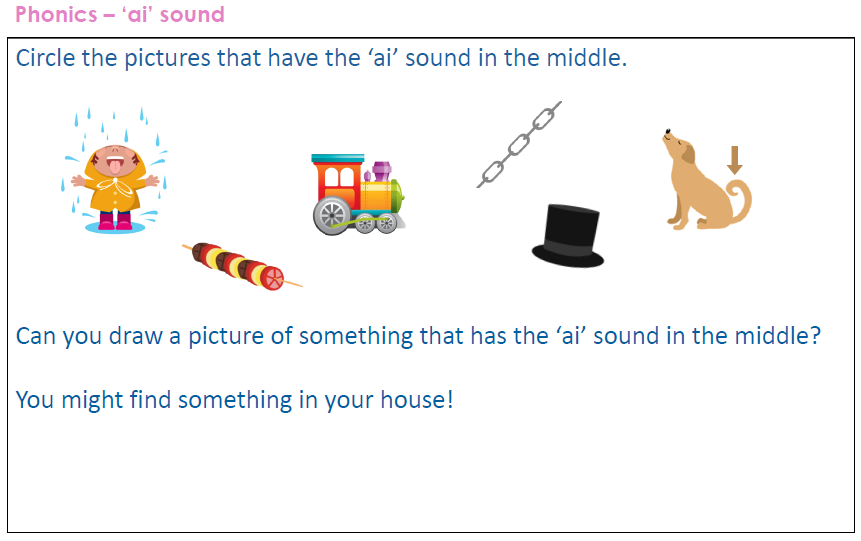 Phonics – ‘ai’ sound
Circle the pictures that have the ‘ai’ sound in the middle.
Can you draw a picture of something that has the ‘ai’ sound in the middle?
You might find something in your house!